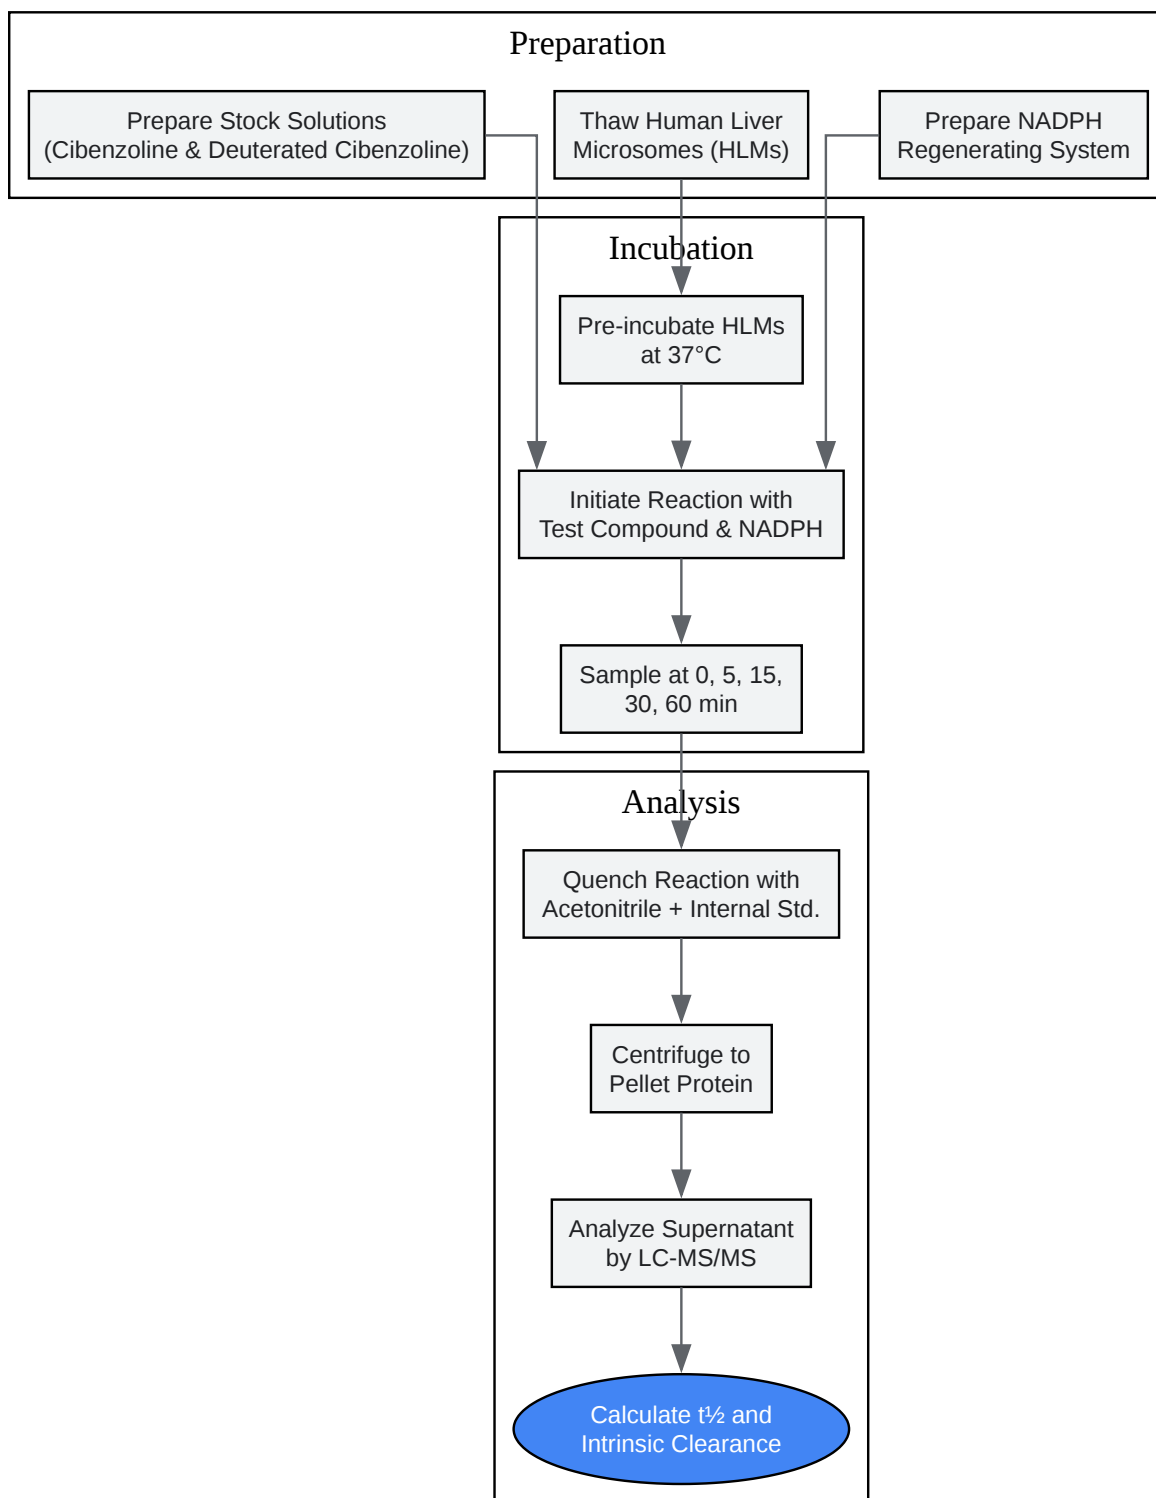 Preparation
Prepare Stock Solutions
(Cibenzoline & Deuterated Cibenzoline)
Thaw Human Liver
Microsomes (HLMs)
Prepare NADPH
Regenerating System
Incubation
Pre-incubate HLMs
at 37°C
Initiate Reaction with
Test Compound & NADPH
Sample at 0, 5, 15,
30, 60 min
Analysis
Quench Reaction with
Acetonitrile + Internal Std.
Centrifuge to
Pellet Protein
Analyze Supernatant
by LC-MS/MS
Calculate t½ and
Intrinsic Clearance